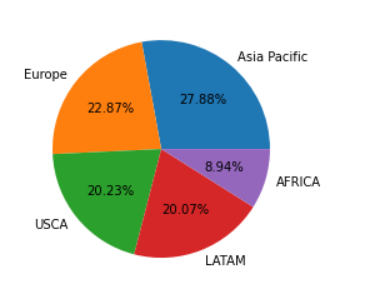 Asia Pacific
27.88%
Europe
22.87%
USCA
20.23%
LATAM
20.07%
AFRICA
8.94%